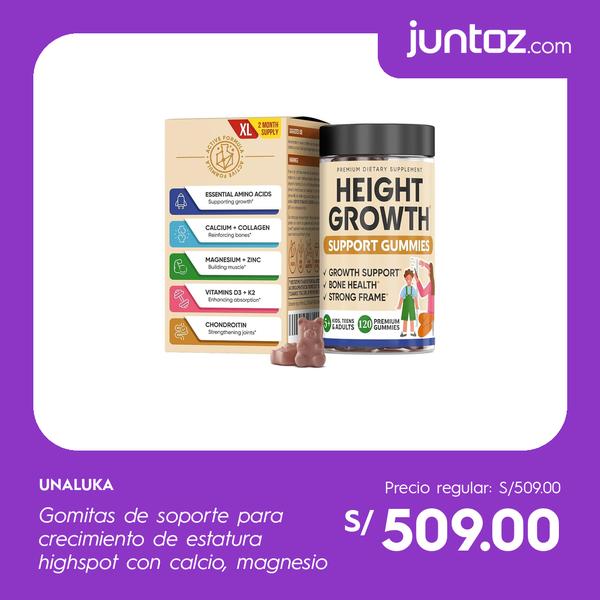 juntoz.com
XL
2 MONTH
SUPPLY
ACTIVE FORMULA • ACTIVE FORMULA
ESSENTIAL AMINO ACIDS
Supporting growth*
CALCIUM + COLLAGEN
Reinforcing bones*
MAGNESIUM + ZINC
Building muscle*
VITAMINS D3 + K2
Enhancing absorption*
CHONDROITIN
Strengthening joints*
PREMIUM DIETARY SUPPLEMENT
HEIGHT
GROWTH
SUPPORT GUMMIES
✓ GROWTH SUPPORT*
✓ BONE HEALTH*
✓ STRONG FRAME*
5+ KIDS, TEENS
& ADULTS
120 PREMIUM
GUMMIES
UNALUKA
Gomitas de soporte para
crecimiento de estatura
highspot con calcio, magnesio
Precio regular: S/509.00
S/ 509.00